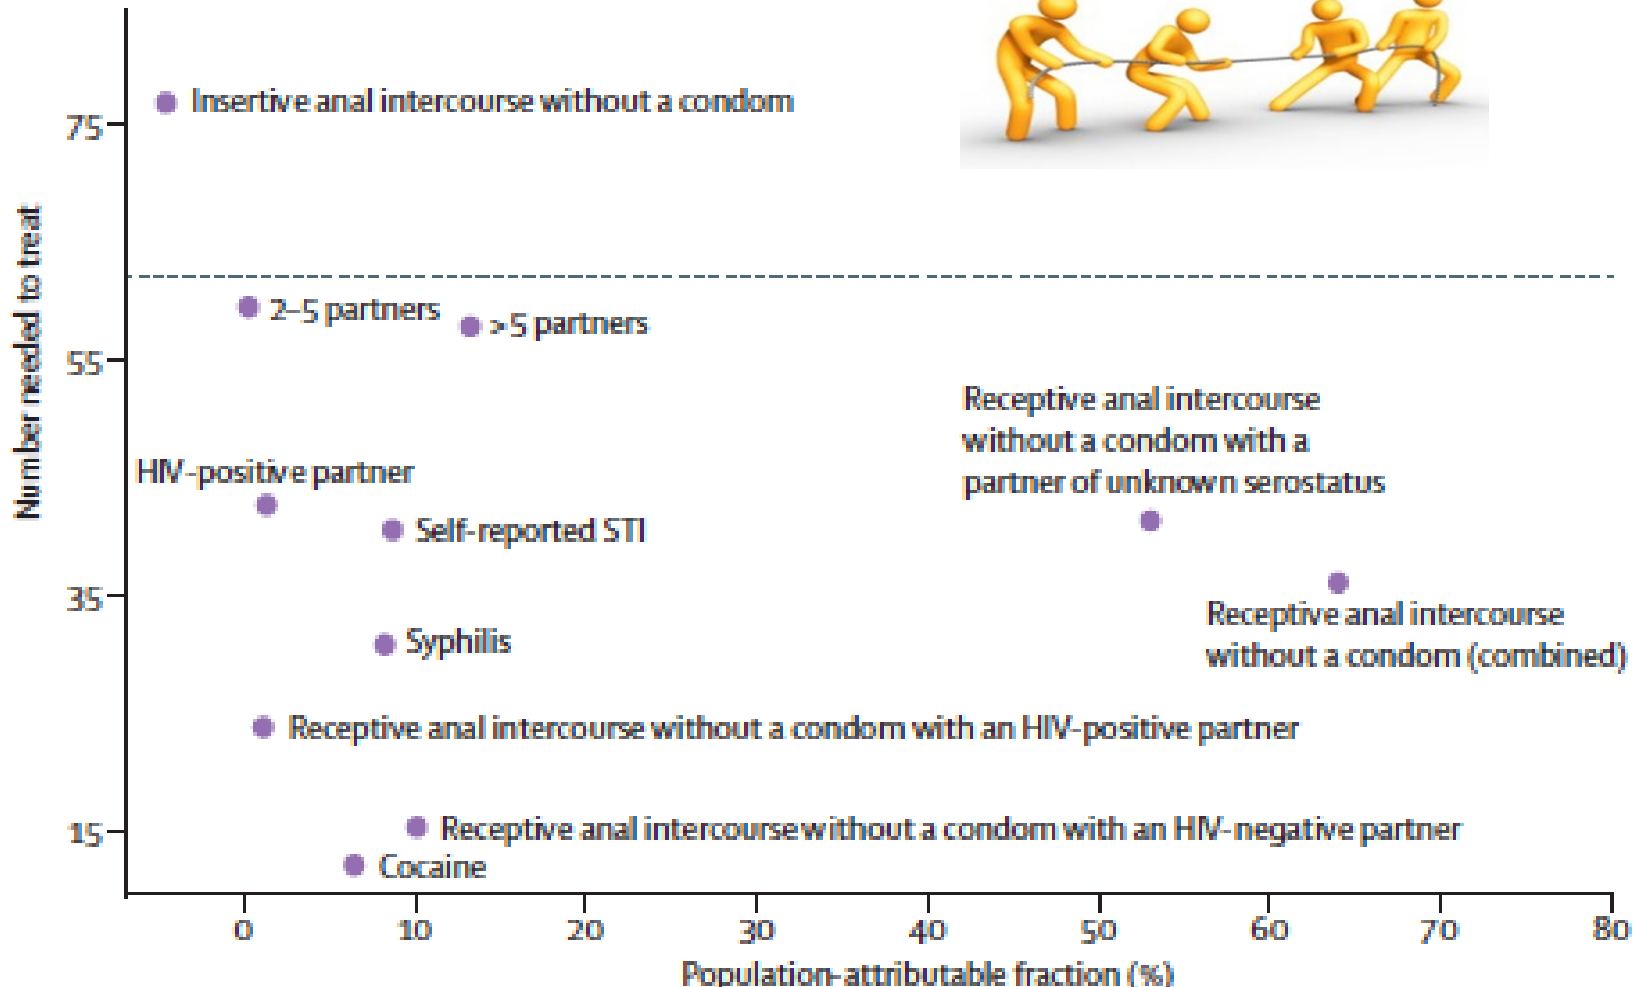 Number needed to treat
75
55
35
15
Insertive anal intercourse without a condom
2–5 partners
>5 partners
HIV-positive partner
Self-reported STI
Receptive anal intercourse
without a condom with a
partner of unknown serostatus
Receptive anal intercourse
without a condom (combined)
Syphilis
Receptive anal intercourse without a condom with an HIV-positive partner
Receptive anal intercourse without a condom with an HIV-negative partner
Cocaine
0 10 20 30 40 50 60 70 80
Population-attributable fraction (%)